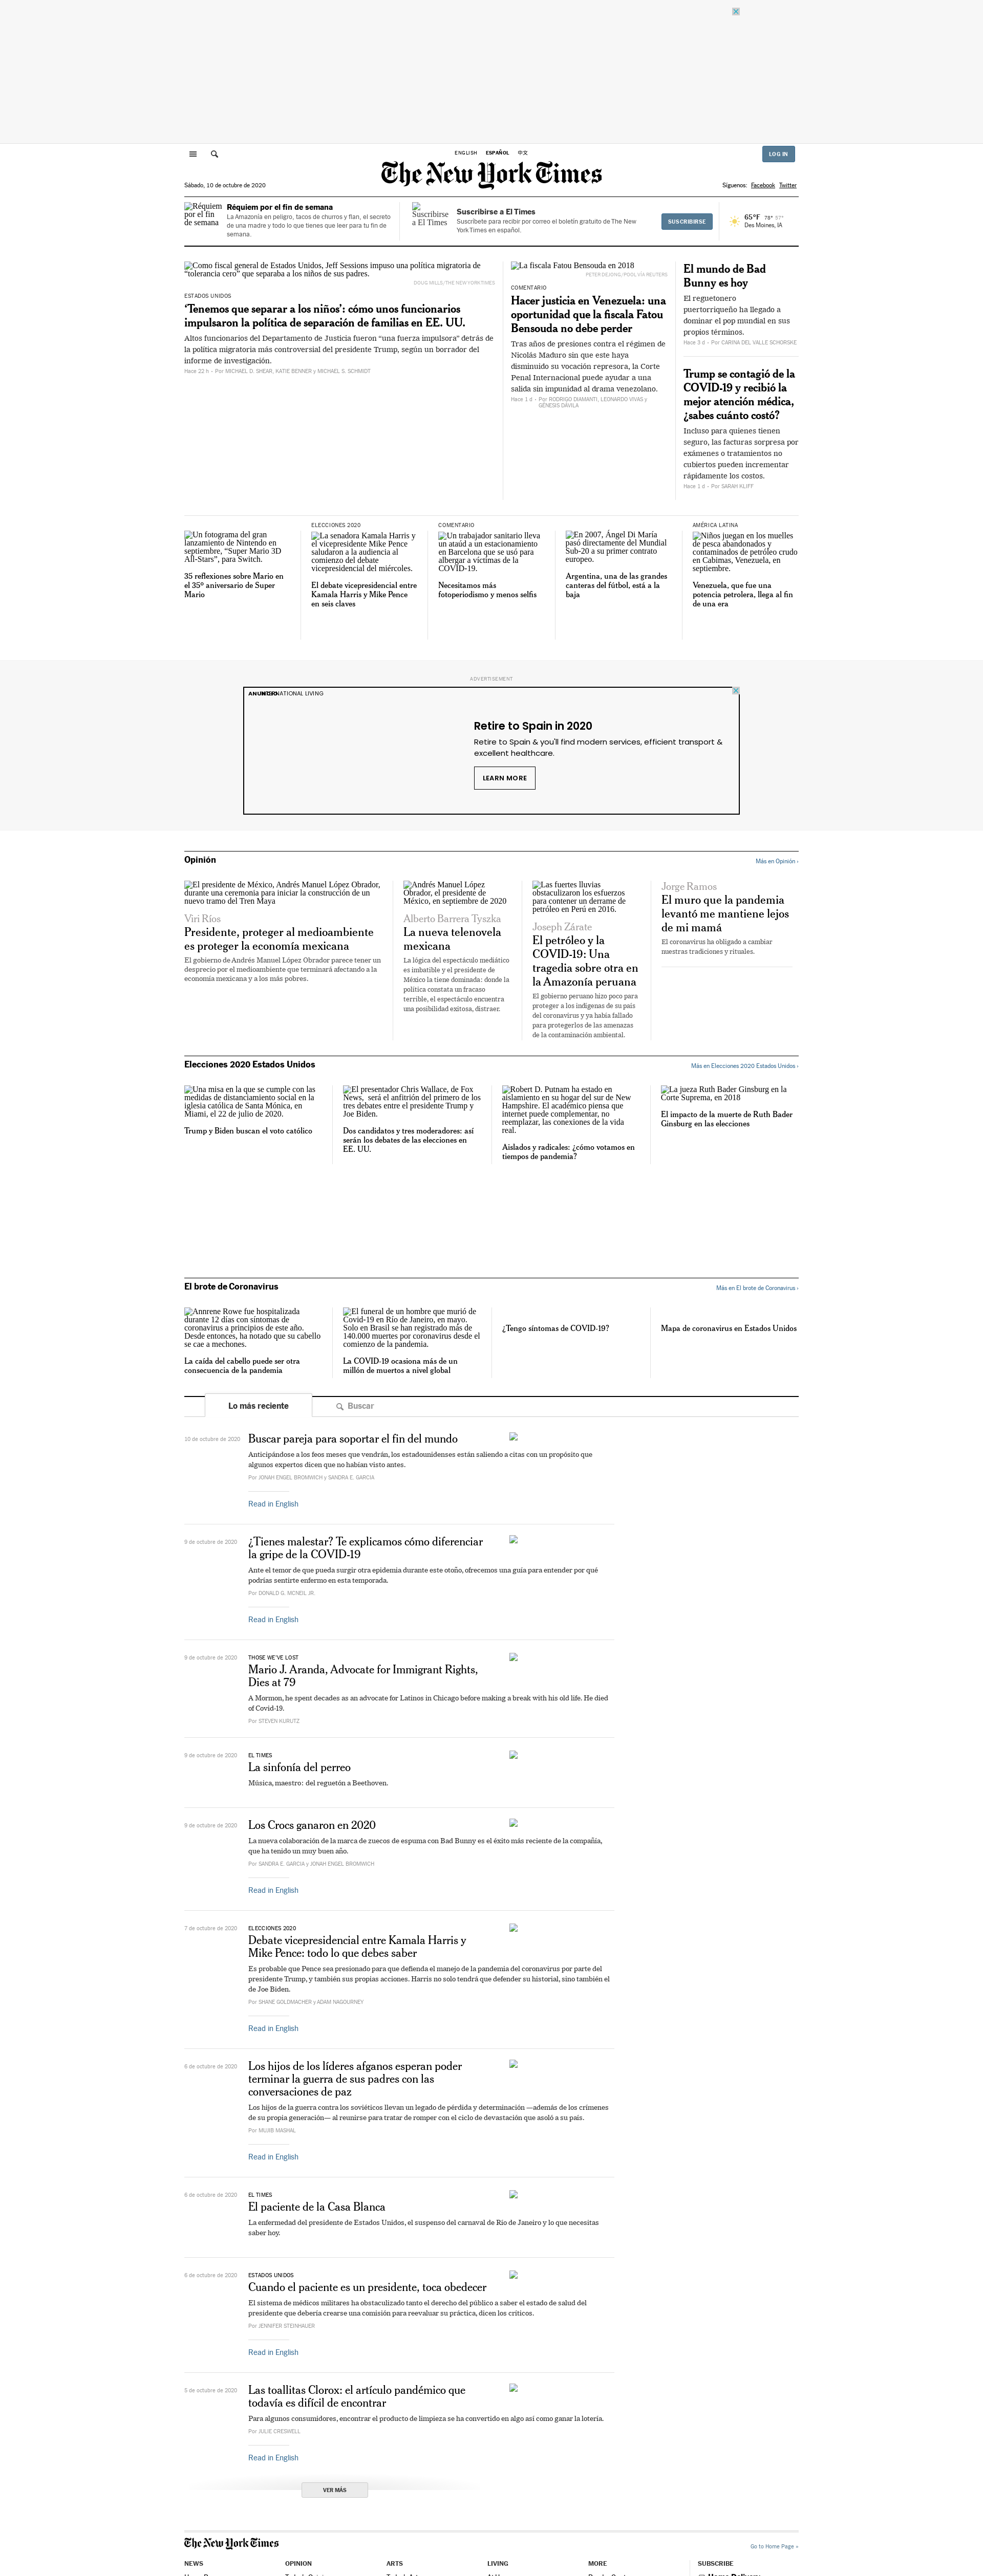 ENGLISH ESPAÑOL 中文
LOG IN
The New York Times
Sábado, 10 de octubre de 2020
Síguenos: Facebook Twitter
Réquiem por el fin de semana
Réquiem por el fin de semana
La Amazonía en peligro, tacos de churros y flan, el secreto de una madre y todo lo que tienes que leer para tu fin de semana.
Suscribirse a El Times
Suscribirse a El Times
Suscríbete para recibir por correo el boletín gratuito de The New York Times en español.
SUSCRIBIRSE
65°F 78° 57°
Des Moines, IA
Como fiscal general de Estados Unidos, Jeff Sessions impuso una política migratoria de "tolerancia cero" que separaba a los niños de sus padres.
DOUG MILLS/THE NEW YORK TIMES
ESTADOS UNIDOS
‘Tenemos que separar a los niños’: cómo unos funcionarios impulsaron la política de separación de familias en EE. UU.
Altos funcionarios del Departamento de Justicia fueron “una fuerza impulsora” detrás de la política migratoria más controversial del presidente Trump, según un borrador del informe de investigación.
Hace 22 h - Por MICHAEL D. SHEAR, KATIE BENNER y MICHAEL S. SCHMIDT
La fiscala Fatou Bensouda en 2018
PETER DEJONG/POOL VÍA REUTERS
COMENTARIO
Hacer justicia en Venezuela: una oportunidad que la fiscala Fatou Bensouda no debe perder
Tras años de presiones contra el régimen de Nicolás Maduro sin que este haya disminuido su vocación represora, la Corte Penal Internacional puede ayudar a una salida sin impunidad al drama venezolano.
Hace 1 d - Por RODRIGO DIAMANTI, LEONARDO VIVAS y GÉNESIS DÁVILA
El mundo de Bad Bunny es hoy
El reguetonero puertorriqueño ha llegado a dominar el pop mundial en sus propios términos.
Hace 3 d - Por CARINA DEL VALLE SCHORSKE
Trump se contagió de la COVID-19 y recibió la mejor atención médica, ¿sabes cuánto costó?
Incluso para quienes tienen seguro, las facturas sorpresa por exámenes o tratamientos no cubiertos pueden incrementar rápidamente los costos.
Hace 1 d - Por SARAH KLIFF
Un fotograma del gran lanzamiento de Nintendo en septiembre, “Super Mario 3D All-Stars”, para Switch.
35 reflexiones sobre Mario en el 35º aniversario de Super Mario
ELECCIONES 2020
La senadora Kamala Harris y el vicepresidente Mike Pence saludaron a la audiencia al comienzo del debate vicepresidencial del miércoles.
El debate vicepresidencial entre Kamala Harris y Mike Pence en seis claves
COMENTARIO
Un trabajador sanitario lleva un ataúd a un estacionamiento en Barcelona que se usó para albergar a víctimas de la COVID-19.
Necesitamos más fotoperiodismo y menos selfis
En 2007, Ángel Di María pasó directamente del Mundial Sub-20 a su primer contrato europeo.
Argentina, una de las grandes canteras del fútbol, está a la baja
AMÉRICA LATINA
Niños juegan en los muelles de pesca abandonados y contaminados de petróleo crudo en Cabimas, Venezuela, en septiembre.
Venezuela, que fue una potencia petrolera, llega al fin de una era
ADVERTISEMENT
ANUNCIO
INTERNATIONAL LIVING
Retire to Spain in 2020
Retire to Spain & you'll find modern services, efficient transport & excellent healthcare.
LEARN MORE
Opinión
Más en Opinión ›
El presidente de México, Andrés Manuel López Obrador, durante una ceremonia para iniciar la construcción de un nuevo tramo del Tren Maya
Viri Ríos
Presidente, proteger al medioambiente es proteger la economía mexicana
El gobierno de Andrés Manuel López Obrador parece tener un desprecio por el medioambiente que terminará afectando a la economía mexicana y a los más pobres.
Andrés Manuel López Obrador, el presidente de México, en septiembre de 2020
Alberto Barrera Tyszka
La nueva telenovela mexicana
La lógica del espectáculo mediático es imbatible y el presidente de México la tiene dominada: donde la política constata un fracaso terrible, el espectáculo encuentra una posibilidad exitosa, distraer.
Las fuertes lluvias obstaculizaron los esfuerzos para contener un derrame de petróleo en Perú en 2016.
Joseph Zárate
El petróleo y la COVID-19: Una tragedia sobre otra en la Amazonía peruana
El gobierno peruano hizo poco para proteger a los indígenas de su país del coronavirus y ya había fallado para protegerlos de las amenazas de la contaminación ambiental.
Jorge Ramos
El muro que la pandemia levantó me mantiene lejos de mi mamá
El coronavirus ha obligado a cambiar nuestras tradiciones y rituales.
Elecciones 2020 Estados Unidos
Más en Elecciones 2020 Estados Unidos ›
Una misa en la que se cumple con las medidas de distanciamiento social en la iglesia católica de Santa Mónica, en Miami, el 22 de julio de 2020.
Trump y Biden buscan el voto católico
El presentador Chris Wallace, de Fox News, será el anfitrión del primero de los tres debates entre el presidente Trump y Joe Biden.
Dos candidatos y tres moderadores: así serán los debates de las elecciones en EE. UU.
Robert D. Putnam ha estado en aislamiento en su hogar del sur de New Hampshire. El académico piensa que internet puede complementar, no reemplazar, las conexiones de la vida real.
Aislados y radicales: ¿cómo votamos en tiempos de pandemia?
La jueza Ruth Bader Ginsburg en la Corte Suprema, en 2018
El impacto de la muerte de Ruth Bader Ginsburg en las elecciones
El brote de Coronavirus
Más en El brote de Coronavirus ›
Annrene Rowe fue hospitalizada durante 12 días con síntomas de coronavirus a principios de este año. Desde entonces, ha notado que su cabello se cae a mechones.
La caída del cabello puede ser otra consecuencia de la pandemia
El funeral de un hombre que murió de Covid-19 en Río de Janeiro, en mayo. Solo en Brasil se han registrado más de 140.000 muertes por coronavirus desde el comienzo de la pandemia.
La COVID-19 ocasiona más de un millón de muertos a nivel global
¿Tengo síntomas de COVID-19?
Mapa de coronavirus en Estados Unidos
Lo más reciente
Buscar
10 de octubre de 2020
Buscar pareja para soportar el fin del mundo
Anticipándose a los feos meses que vendrán, los estadounidenses están saliendo a citas con un propósito que algunos expertos dicen que no habían visto antes.
Por JONAH ENGEL BROMWICH y SANDRA E. GARCIA
Read in English
9 de octubre de 2020
¿Tienes malestar? Te explicamos cómo diferenciar la gripe de la COVID-19
Ante el temor de que pueda surgir otra epidemia durante este otoño, ofrecemos una guía para entender por qué podrías sentirte enfermo en esta temporada.
Por DONALD G. MCNEIL JR.
Read in English
9 de octubre de 2020
THOSE WE'VE LOST
Mario J. Aranda, Advocate for Immigrant Rights, Dies at 79
A Mormon, he spent decades as an advocate for Latinos in Chicago before making a break with his old life. He died of Covid-19.
Por STEVEN KURUTZ
9 de octubre de 2020
EL TIMES
La sinfonía del perreo
Música, maestro: del reguetón a Beethoven.
8 de octubre de 2020
Los Crocs ganaron en 2020
La nueva colaboración de la marca de zuecos de espuma con Bad Bunny es el éxito más reciente de la compañía, que ha tenido un muy buen año.
Por SANDRA E. GARCIA y JONAH ENGEL BROMWICH
Read in English
7 de octubre de 2020
ELECCIONES 2020
Debate vicepresidencial entre Kamala Harris y Mike Pence: todo lo que debes saber
Es probable que Pence sea presionado para que defienda el manejo de la pandemia del coronavirus por parte del presidente Trump, y también sus propias acciones. Harris no solo tendrá que defender su historial, sino también el de Joe Biden.
Por SHANE GOLDMACHER y ADAM NAGOURNEY
Read in English
6 de octubre de 2020
Los hijos de los líderes afganos esperan poder terminar la guerra de sus padres con las conversaciones de paz
Los hijos de la guerra contra los soviéticos llevan un legado de pérdida y determinación —además de los crímenes de su propia generación— al reunirse para tratar de romper con el ciclo de devastación que asoló a su país.
Por MUJIB MASHAL
Read in English
6 de octubre de 2020
EL TIMES
El paciente de la Casa Blanca
La enfermedad del presidente de Estados Unidos, el suspenso del carnaval de Río de Janeiro y lo que necesitas saber hoy.
6 de octubre de 2020
ESTADOS UNIDOS
Cuando el paciente es un presidente, toca obedecer
El sistema de médicos militares ha obstaculizado tanto el derecho del público a saber el estado de salud del presidente que debería crearse una comisión para reevaluar su práctica, dicen los críticos.
Por JENNIFER STEINHAUER
Read in English
5 de octubre de 2020
Las toallitas Clorox: el artículo pandémico que todavía es difícil de encontrar
Para algunos consumidores, encontrar el producto de limpieza se ha convertido en algo así como ganar la lotería.
Por JULIE CRESWELL
Read in English
VER MÁS
The New York Times
Go to Home Page »
NEWS OPINION ARTS LIVING MORE SUBSCRIBE